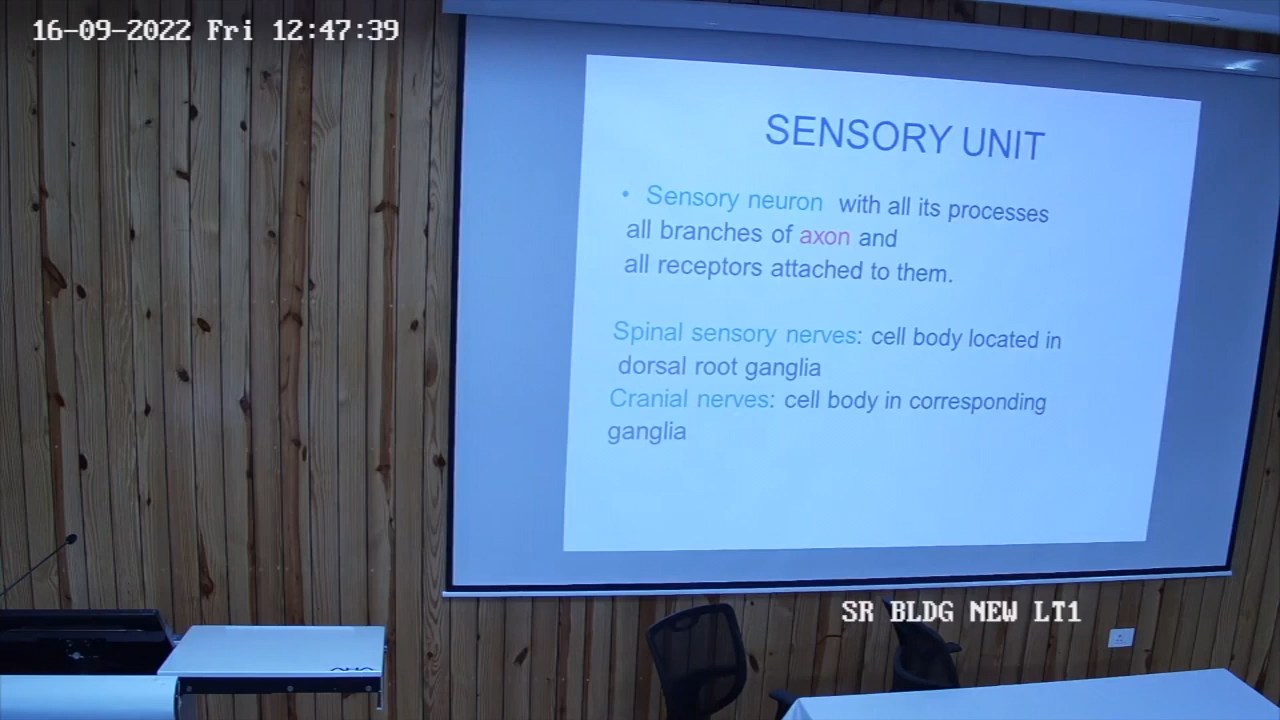 16-09-2022 Fri 12:47:39
SENSORY UNIT
• Sensory neuron with all its processes
all branches of axon and
all receptors attached to them.
Spinal sensory nerves: cell body located in
dorsal root ganglia
Cranial nerves: cell body in corresponding
ganglia
SR BLDG NEW LT1
AHA